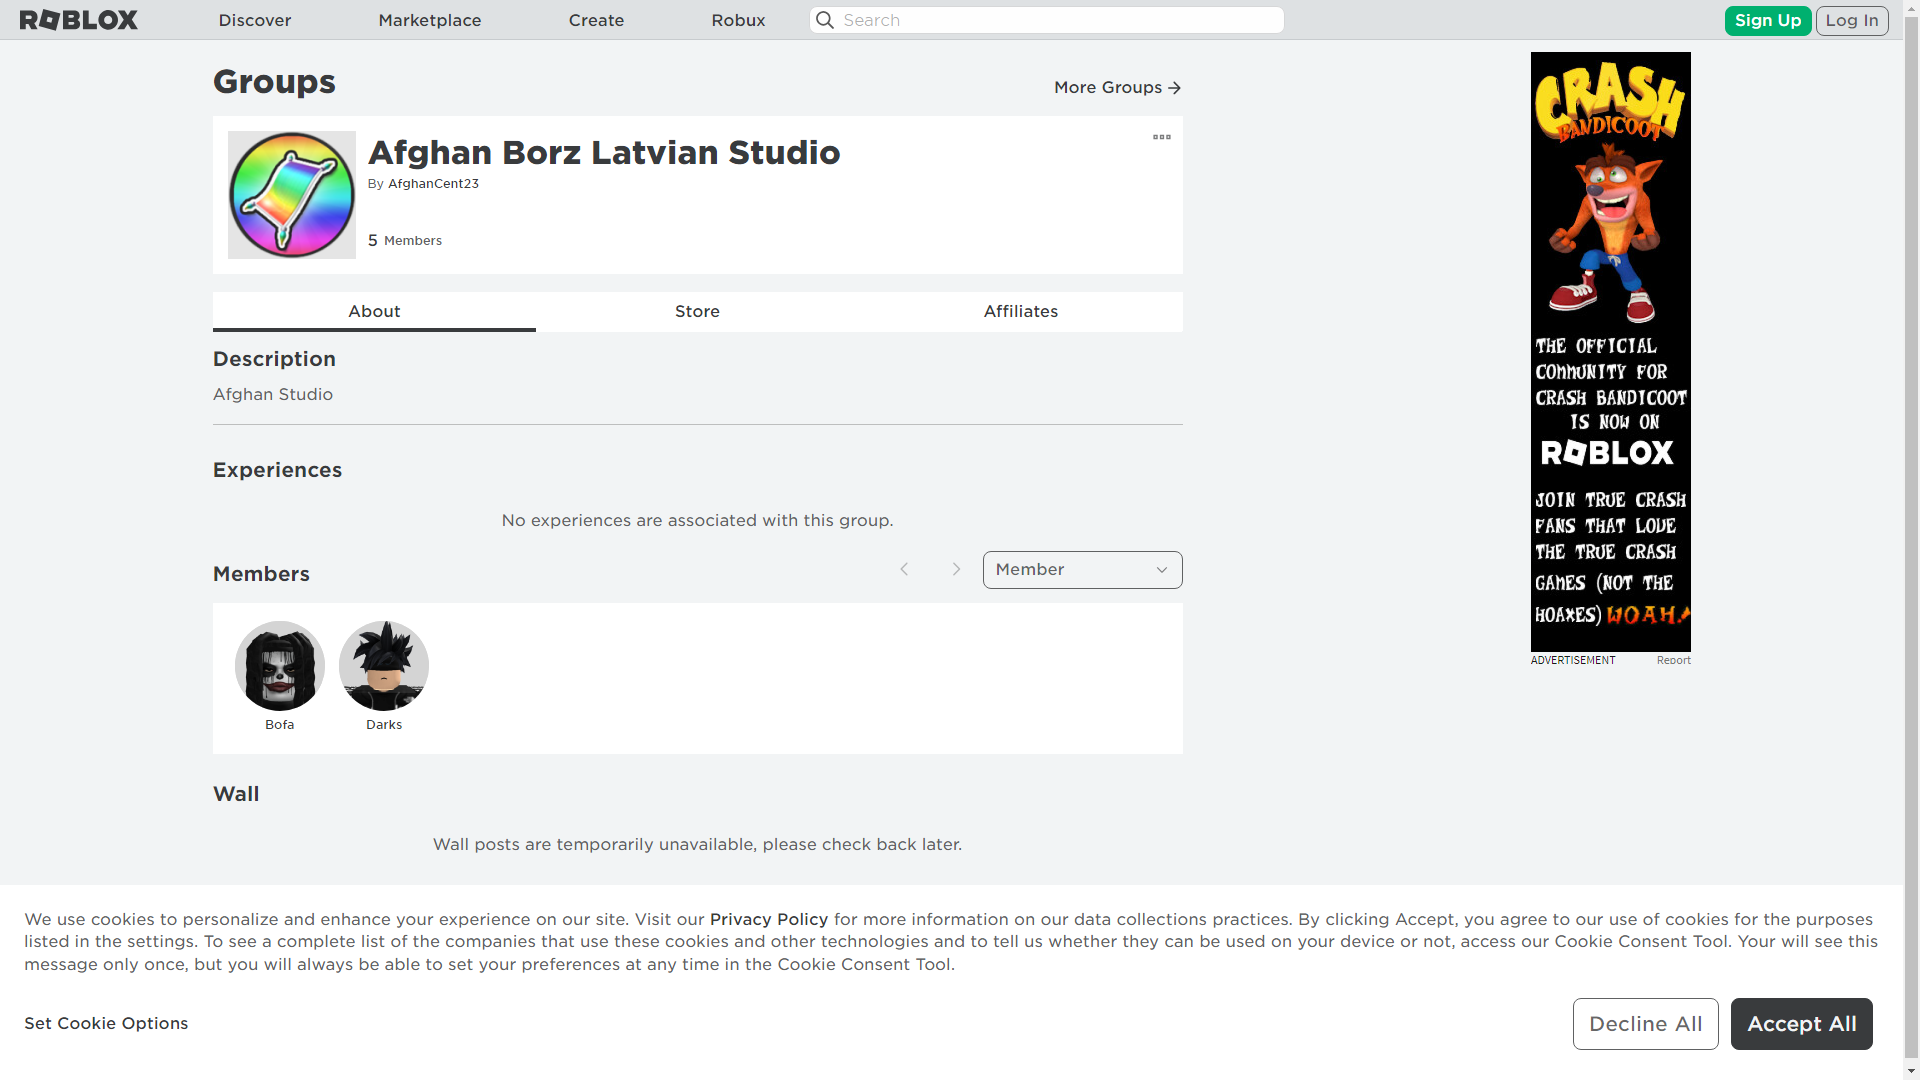 ROBLOX
Discover
Marketplace
Create
Robux
Search
Sign Up
Log In
Groups
More Groups
Afghan Borz Latvian Studio
By AfghanCent23
5 Members
About
Store
Affiliates
Description
Afghan Studio
Experiences
No experiences are associated with this group.
Members
Member
Bofa
Darks
Wall
Wall posts are temporarily unavailable, please check back later.
CRASH
BANDICOOT
THE OFFICIAL
COMMUNITY FOR
CRASH BANDICOOT
IS NOW ON
ROBLOX
JOIN TRUE CRASH
FANS THAT LOVE
THE TRUE CRASH
GAMES (NOT THE
HOAXES) WOAH!
ADVERTISEMENT
Report
We use cookies to personalize and enhance your experience on our site. Visit our Privacy Policy for more information on our data collections practices. By clicking Accept, you agree to our use of cookies for the purposes
listed in the settings. To see a complete list of the companies that use these cookies and other technologies and to tell us whether they can be used on your device or not, access our Cookie Consent Tool. Your will see this
message only once, but you will always be able to set your preferences at any time in the Cookie Consent Tool.
Set Cookie Options
Decline All
Accept All